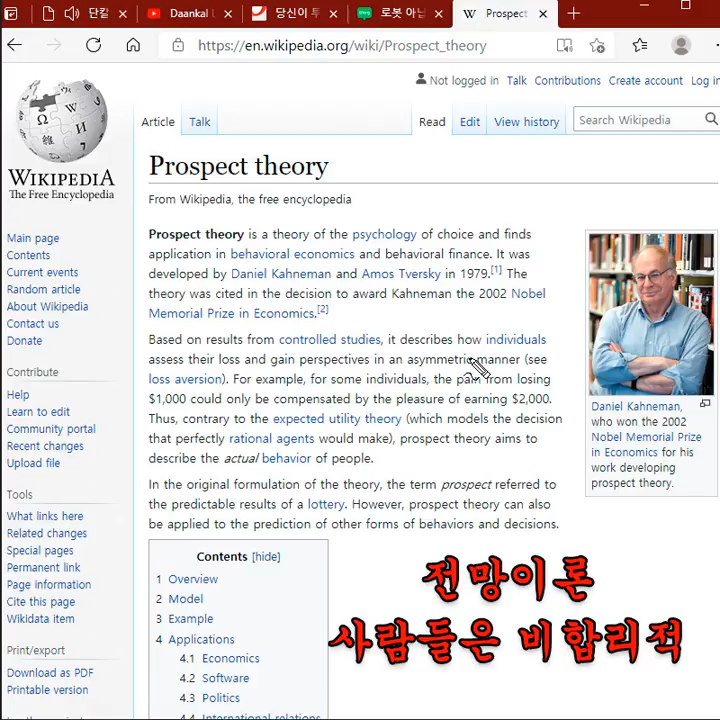 단칼
Daankal L
당신이 투
로봇 아닌
W Prospect
https://en.wikipedia.org/wiki/Prospect_theory
Not logged in Talk Contributions Create account Log in
Article Talk Read Edit View history Search Wikipedia
WIKIPEDIA
The Free Encyclopedia
Main page
Contents
Current events
Random article
About Wikipedia
Contact us
Donate
Contribute
Help
Learn to edit
Community portal
Recent changes
Upload file
Tools
What links here
Related changes
Special pages
Permanent link
Page information
Cite this page
Wikidata item
Print/export
Download as PDF
Printable version
Prospect theory
From Wikipedia, the free encyclopedia
Prospect theory is a theory of the psychology of choice and finds
application in behavioral economics and behavioral finance. It was
developed by Daniel Kahneman and Amos Tversky in 1979.[1] The
theory was cited in the decision to award Kahneman the 2002 Nobel
Memorial Prize in Economics.[2]
Based on results from controlled studies, it describes how individuals
assess their loss and gain perspectives in an asymmetric manner (see
loss aversion). For example, for some individuals, the pain from losing
$1,000 could only be compensated by the pleasure of earning $2,000.
Thus, contrary to the expected utility theory (which models the decision
that perfectly rational agents would make), prospect theory aims to
describe the actual behavior of people.
In the original formulation of the theory, the term prospect referred to
the predictable results of a lottery. However, prospect theory can also
be applied to the prediction of other forms of behaviors and decisions.
Daniel Kahneman,
who won the 2002
Nobel Memorial Prize
in Economics for his
work developing
prospect theory.
Contents [hide]
1 Overview
2 Model
3 Example
4 Applications
4.1 Economics
4.2 Software
4.3 Politics
4.4 International relations
전망이론
사람들은 비합리적